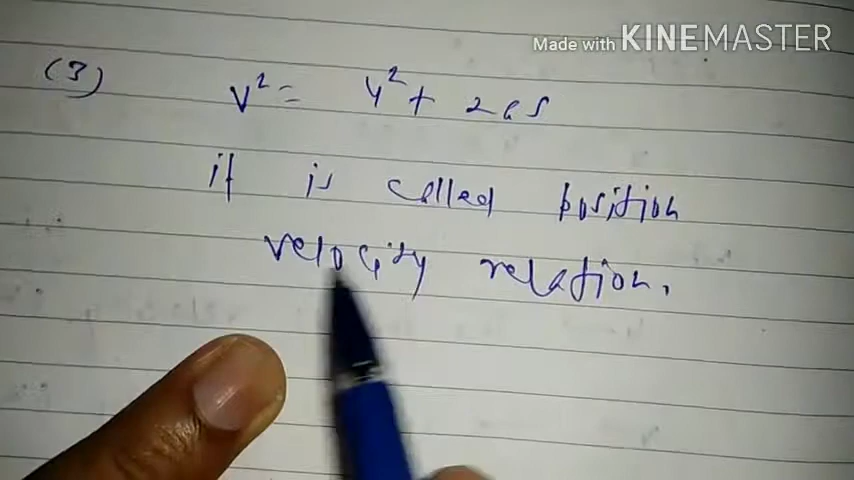 Made with KINEMASTER
(3) v² = u² + 2as
it is called position
velocity relation.